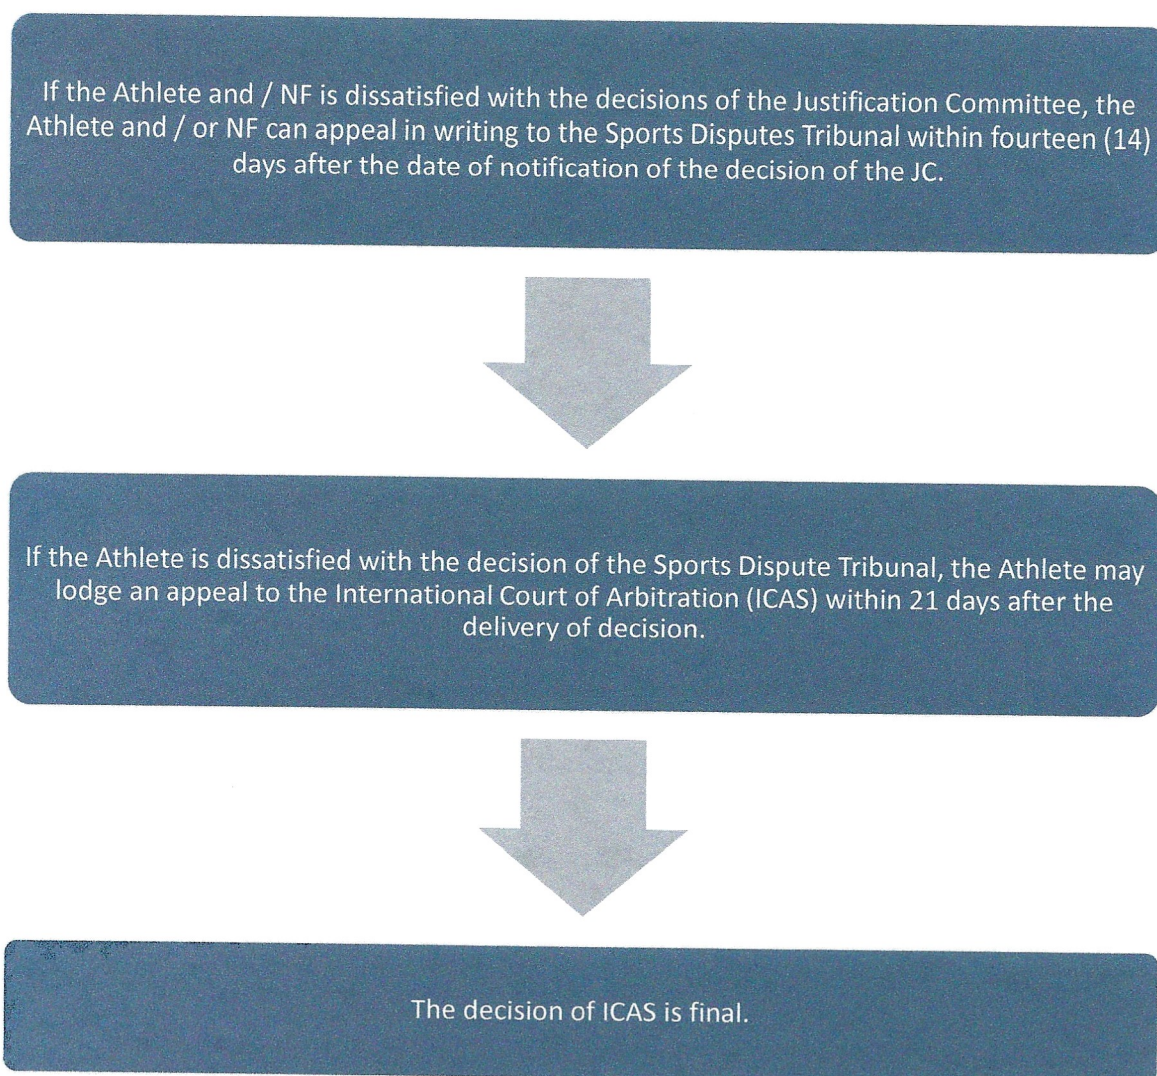 If the Athlete and / NF is dissatisfied with the decisions of the Justification Committee, the
Athlete and / or NF can appeal in writing to the Sports Disputes Tribunal within fourteen (14)
days after the date of notification of the decision of the JC.
If the Athlete is dissatisfied with the decision of the Sports Dispute Tribunal, the Athlete may
lodge an appeal to the International Court of Arbitration (ICAS) within 21 days after the
delivery of decision.
The decision of ICAS is final.